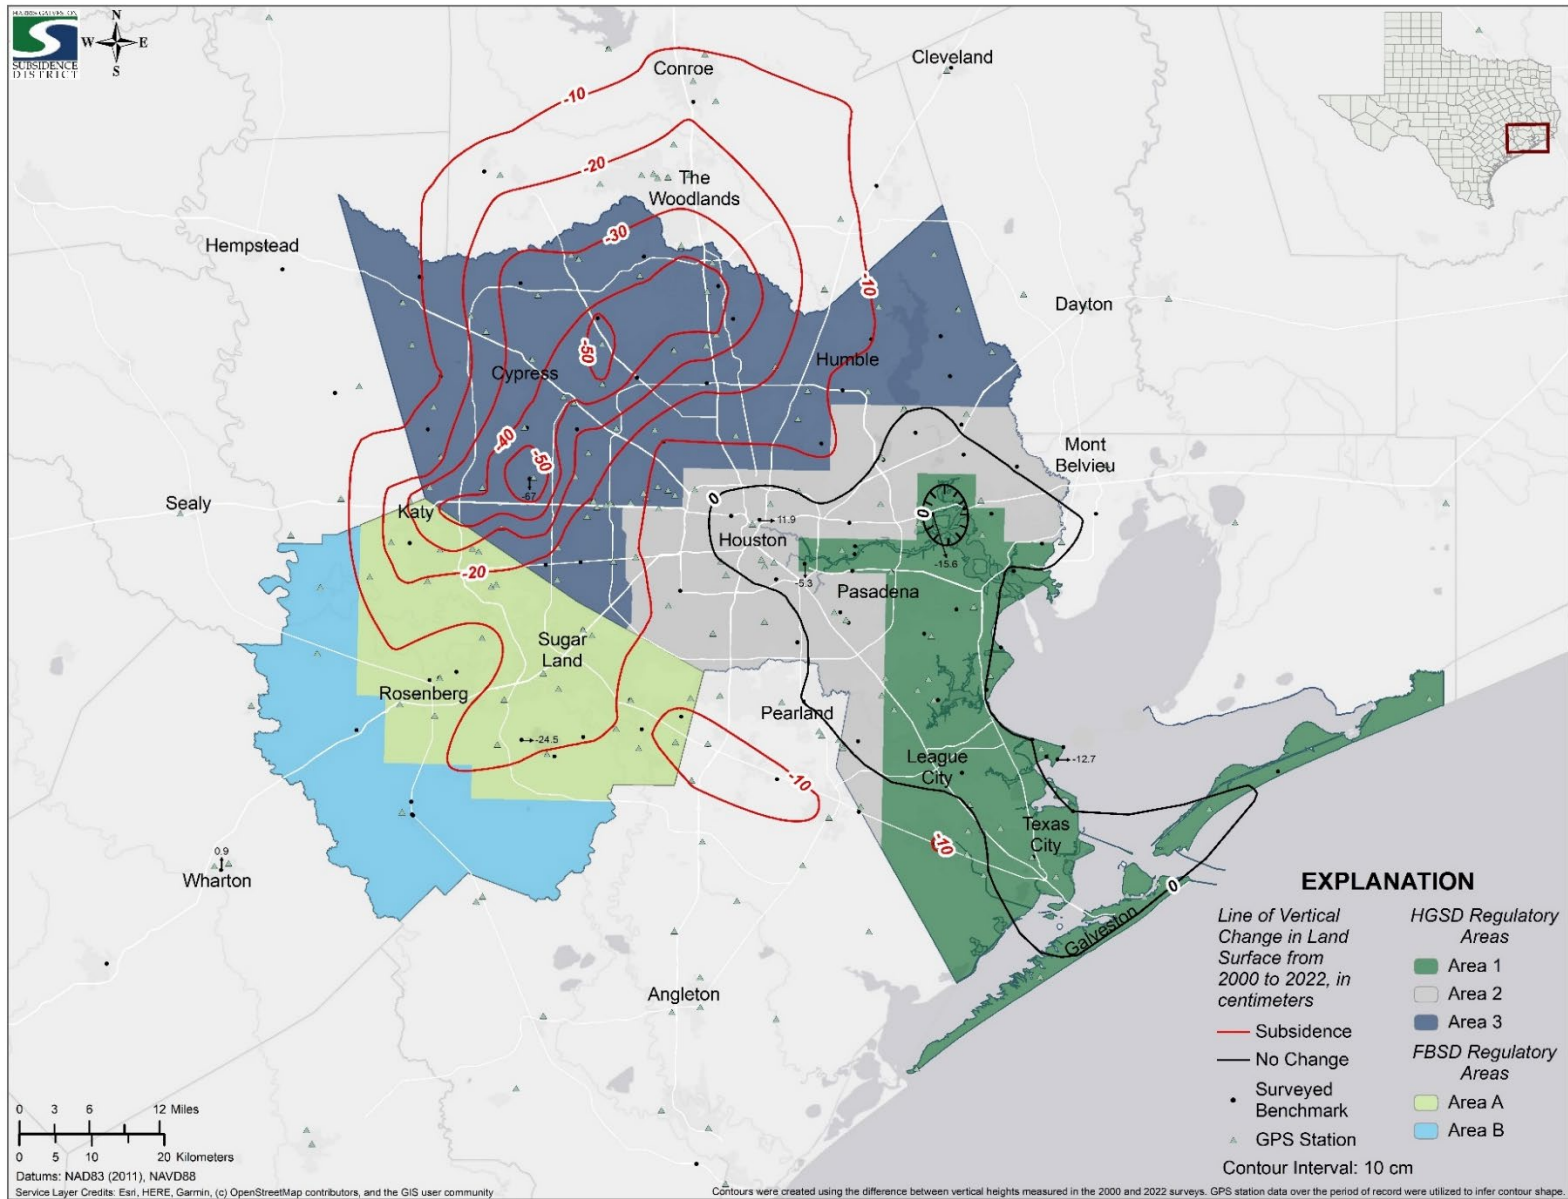 HARRIS-GALVESTON
SUBSIDENCE
DISTRICT
N
W E
S
Conroe
Cleveland
-10
-20
The
Woodlands
-30
Hempstead
-10
Dayton
-50
Humble
Cypress
-40
-50
Mont
Belvieu
-67
Sealy
Katy
0
0
11.9
Houston
-15.6
-20
-5.3
Pasadena
Sugar
Land
Rosenberg
Pearland
-24.5
League
City
-12.7
-10
Texas
City
-10
0.9
Wharton
0
Galveston
Angleton
EXPLANATION
Line of Vertical
Change in Land
Surface from
2000 to 2022, in
centimeters
Subsidence
No Change
Surveyed
Benchmark
GPS Station
HGSD Regulatory
Areas
Area 1
Area 2
Area 3
FBSD Regulatory
Areas
Area A
Area B
Contour Interval: 10 cm
0 3 6 12 Miles
0 5 10 20 Kilometers
Datums: NAD83 (2011), NAVD88
Service Layer Credits: Esri, HERE, Garmin, (c) OpenStreetMap contributors, and the GIS user community
Contours were created using the difference between vertical heights measured in the 2000 and 2022 surveys. GPS station data over the period of record were utilized to infer contour shape.